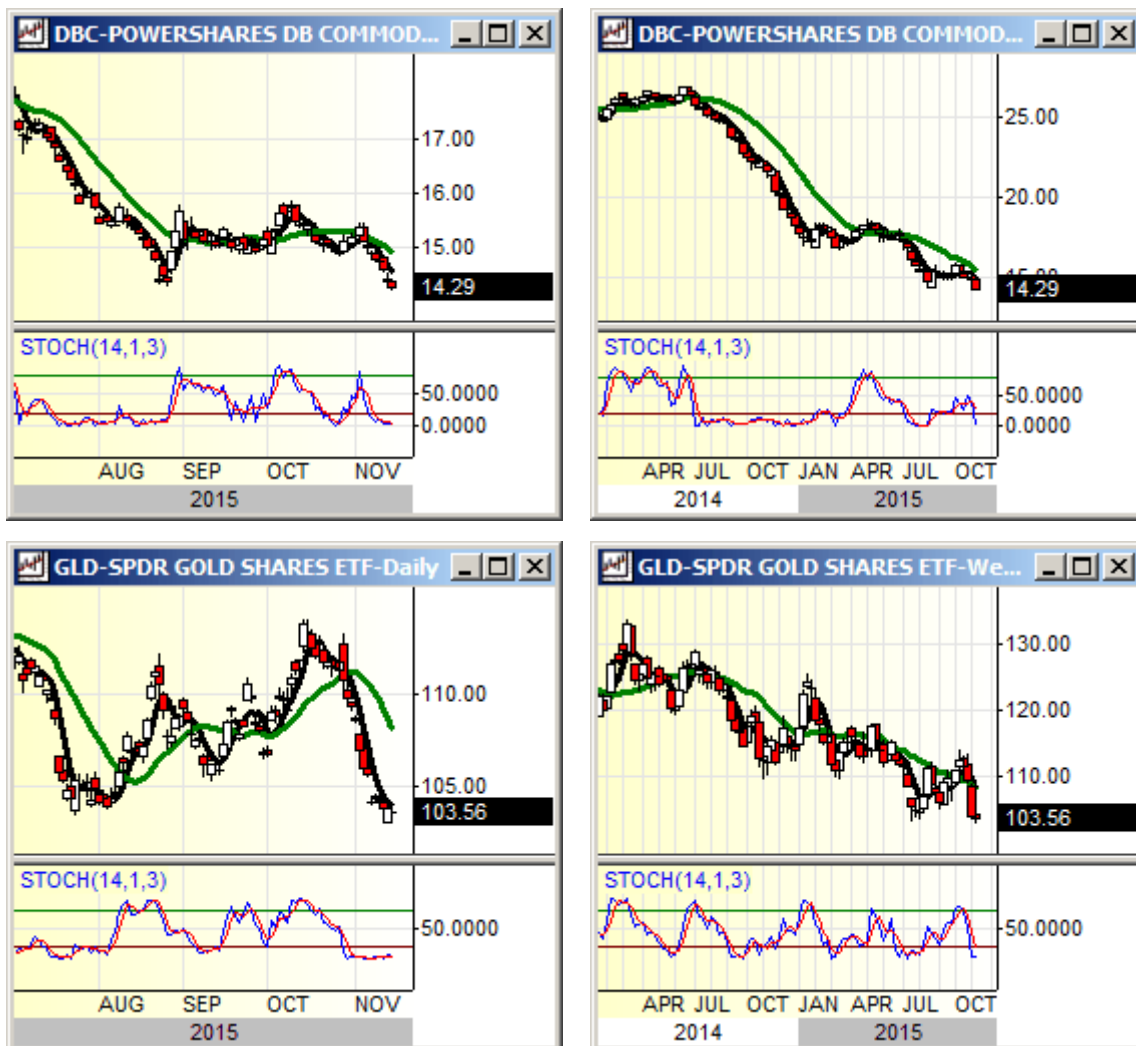 DBC-POWERSHARES DB COMMOD...
17.00
16.00
15.00
14.29
STOCH(14,1,3)
50.0000
0.0000
AUG SEP OCT NOV
2015
DBC-POWERSHARES DB COMMOD...
25.00
20.00
15.00
14.29
STOCH(14,1,3)
50.0000
0.0000
APR JUL OCT JAN APR JUL OCT
2014 2015
GLD-SPDR GOLD SHARES ETF-Daily
110.00
105.00
103.56
STOCH(14,1,3)
50.0000
AUG SEP OCT NOV
2015
GLD-SPDR GOLD SHARES ETF-We...
130.00
120.00
110.00
103.56
STOCH(14,1,3)
50.0000
APR JUL OCT JAN APR JUL OCT
2014 2015